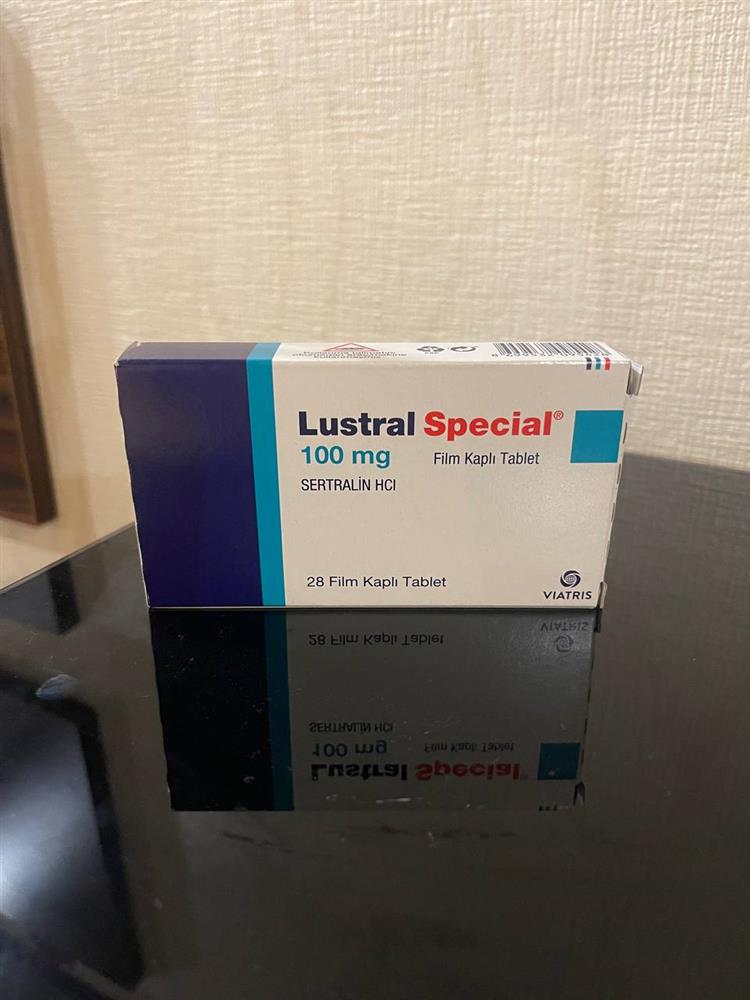 Lustral Special®
100 mg
Film Kaplı Tablet
SERTRALİN HCl
28 Film Kaplı Tablet
VIATRIS